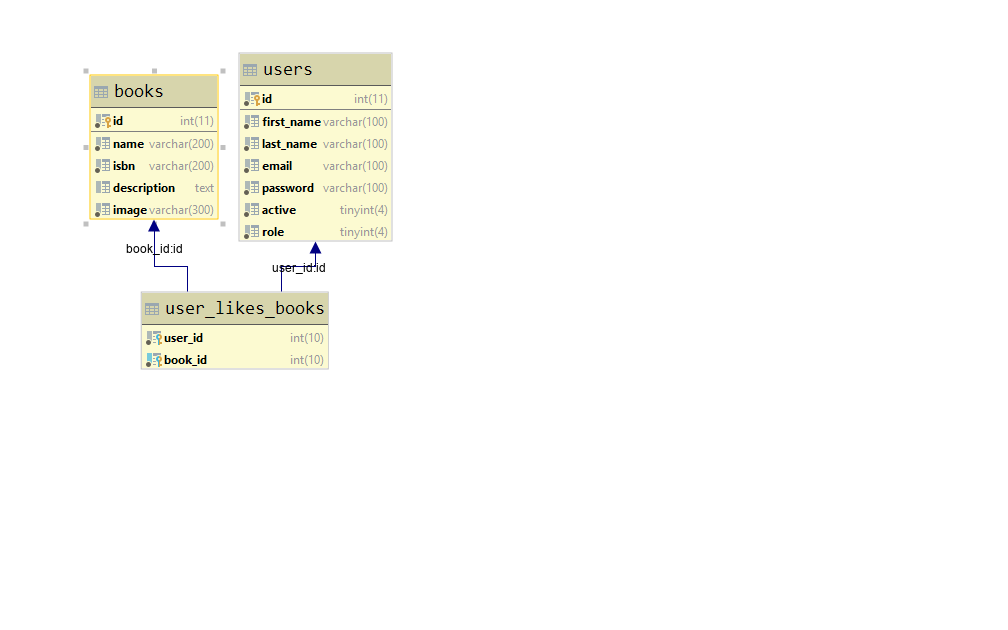 books
id int(11)
name varchar(200)
isbn varchar(200)
description text
image varchar(300)
users
id int(11)
first_name varchar(100)
last_name varchar(100)
email varchar(100)
password varchar(100)
active tinyint(4)
role tinyint(4)
book_id:id
user_id:id
user_likes_books
user_id int(10)
book_id int(10)